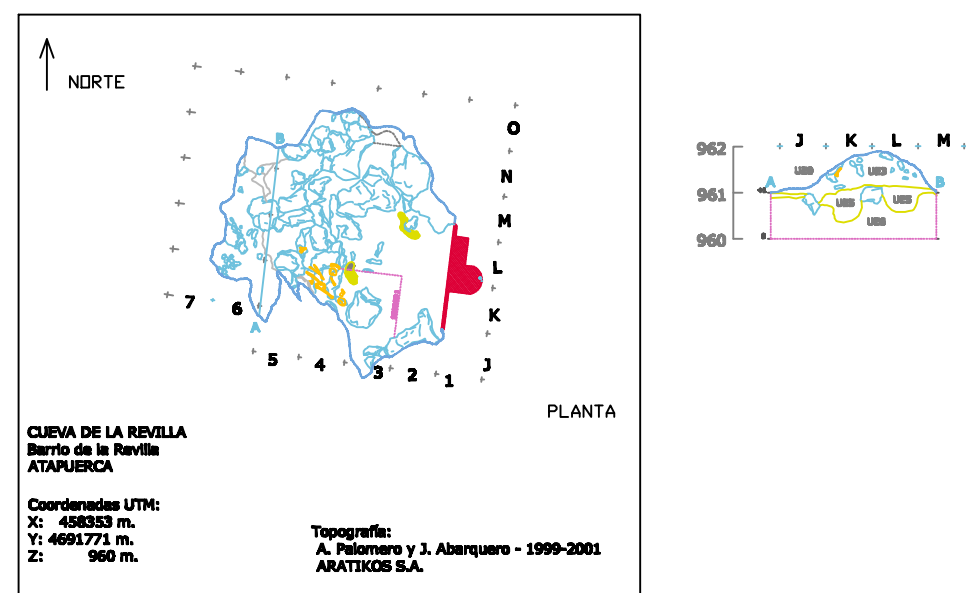 NORTE
O
N
M
L
K
J
7
6
5
4
3
2
1
B
A
PLANTA
CUEVA DE LA REVILLA
Barrio de la Revilla
ATAPUERCA
Coordenadas UTM:
X: 458353 m.
Y: 4691771 m.
Z: 960 m.
Topografía:
A. Palomero y J. Abarquero - 1999-2001
ARATIKOS S.A.
J K L M
962
961
960
A
B